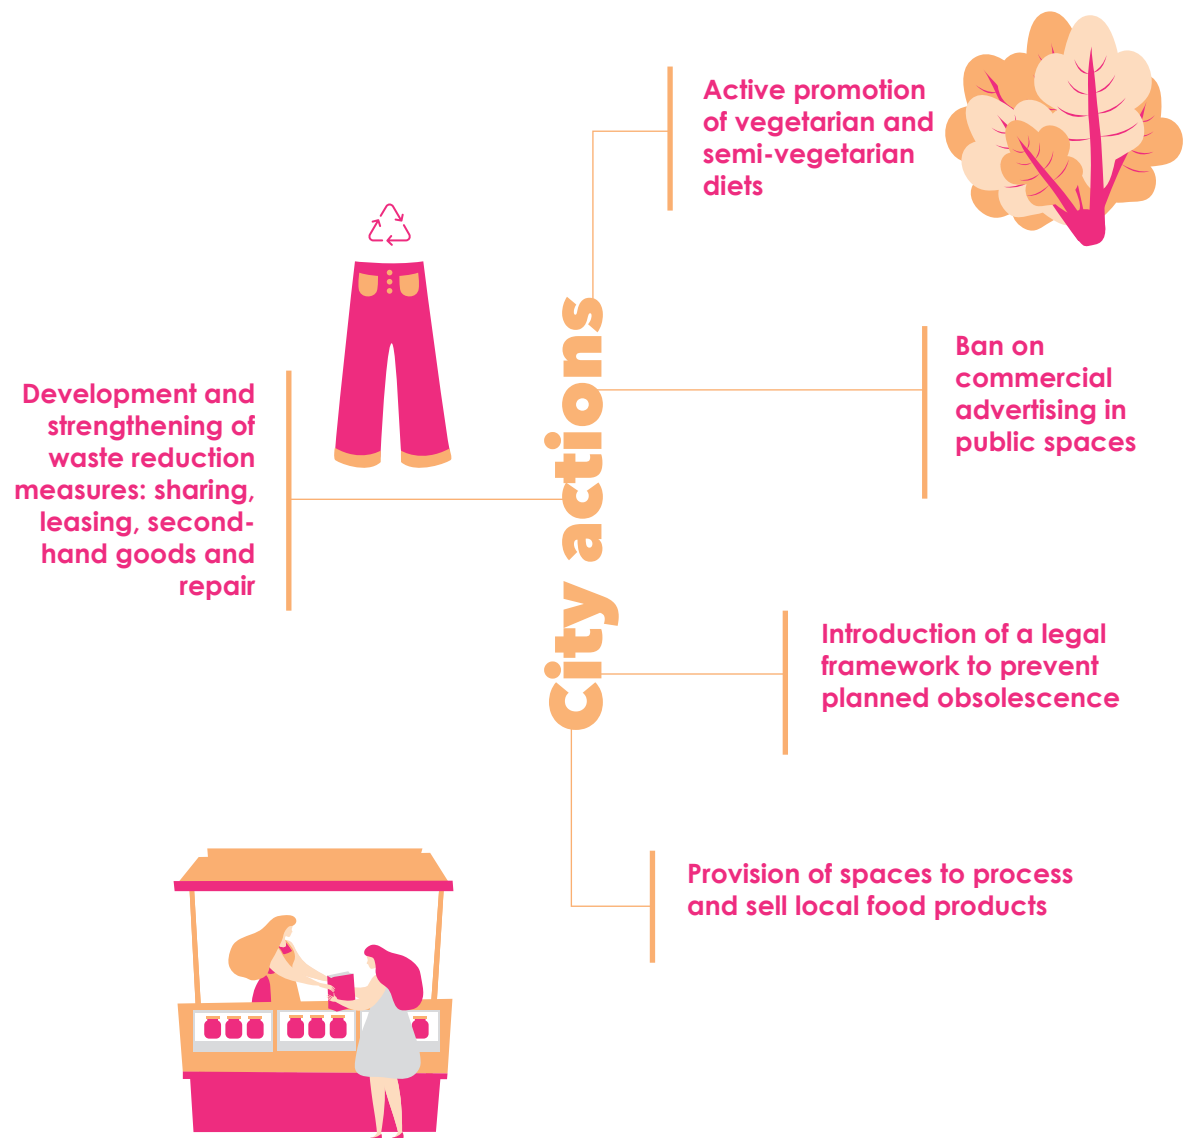 Active promotion
of vegetarian and
semi-vegetarian
diets
Ban on
commercial
advertising in
public spaces
Development and
strengthening of
waste reduction
measures: sharing,
leasing, second-
hand goods and
repair
City actions
Introduction of a legal
framework to prevent
planned obsolescence
Provision of spaces to process
and sell local food products